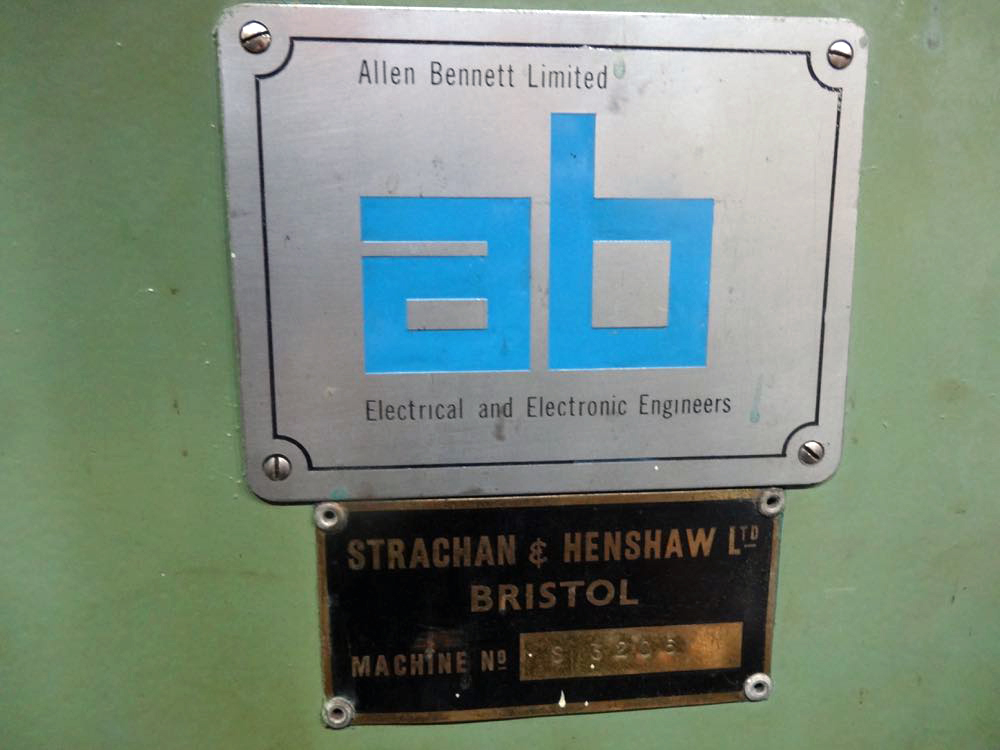 Allen Bennett Limited
ab
Electrical and Electronic Engineers
STRACHAN & HENSHAW LTD
BRISTOL
MACHINE Nº